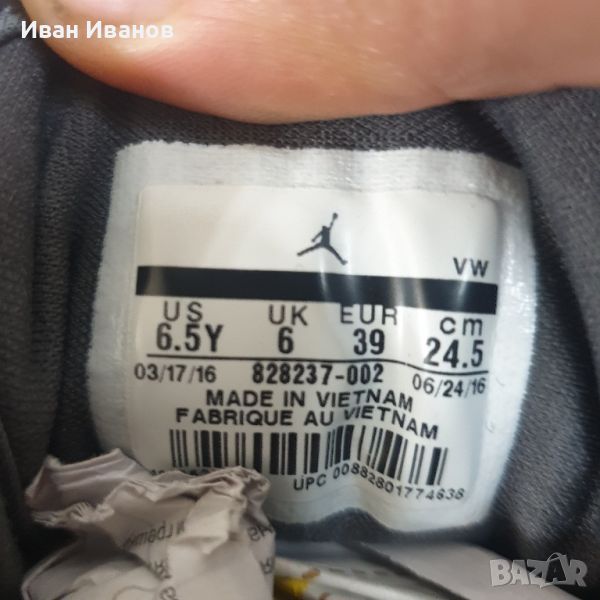 Иван Иванов
VW
US UK EUR cm
6.5Y 6 39 24.5
03/17/16 828237-002 06/24/16
MADE IN VIETNAM
FABRIQUE AU VIETNAM
UPC 00882801774638
BAZAR